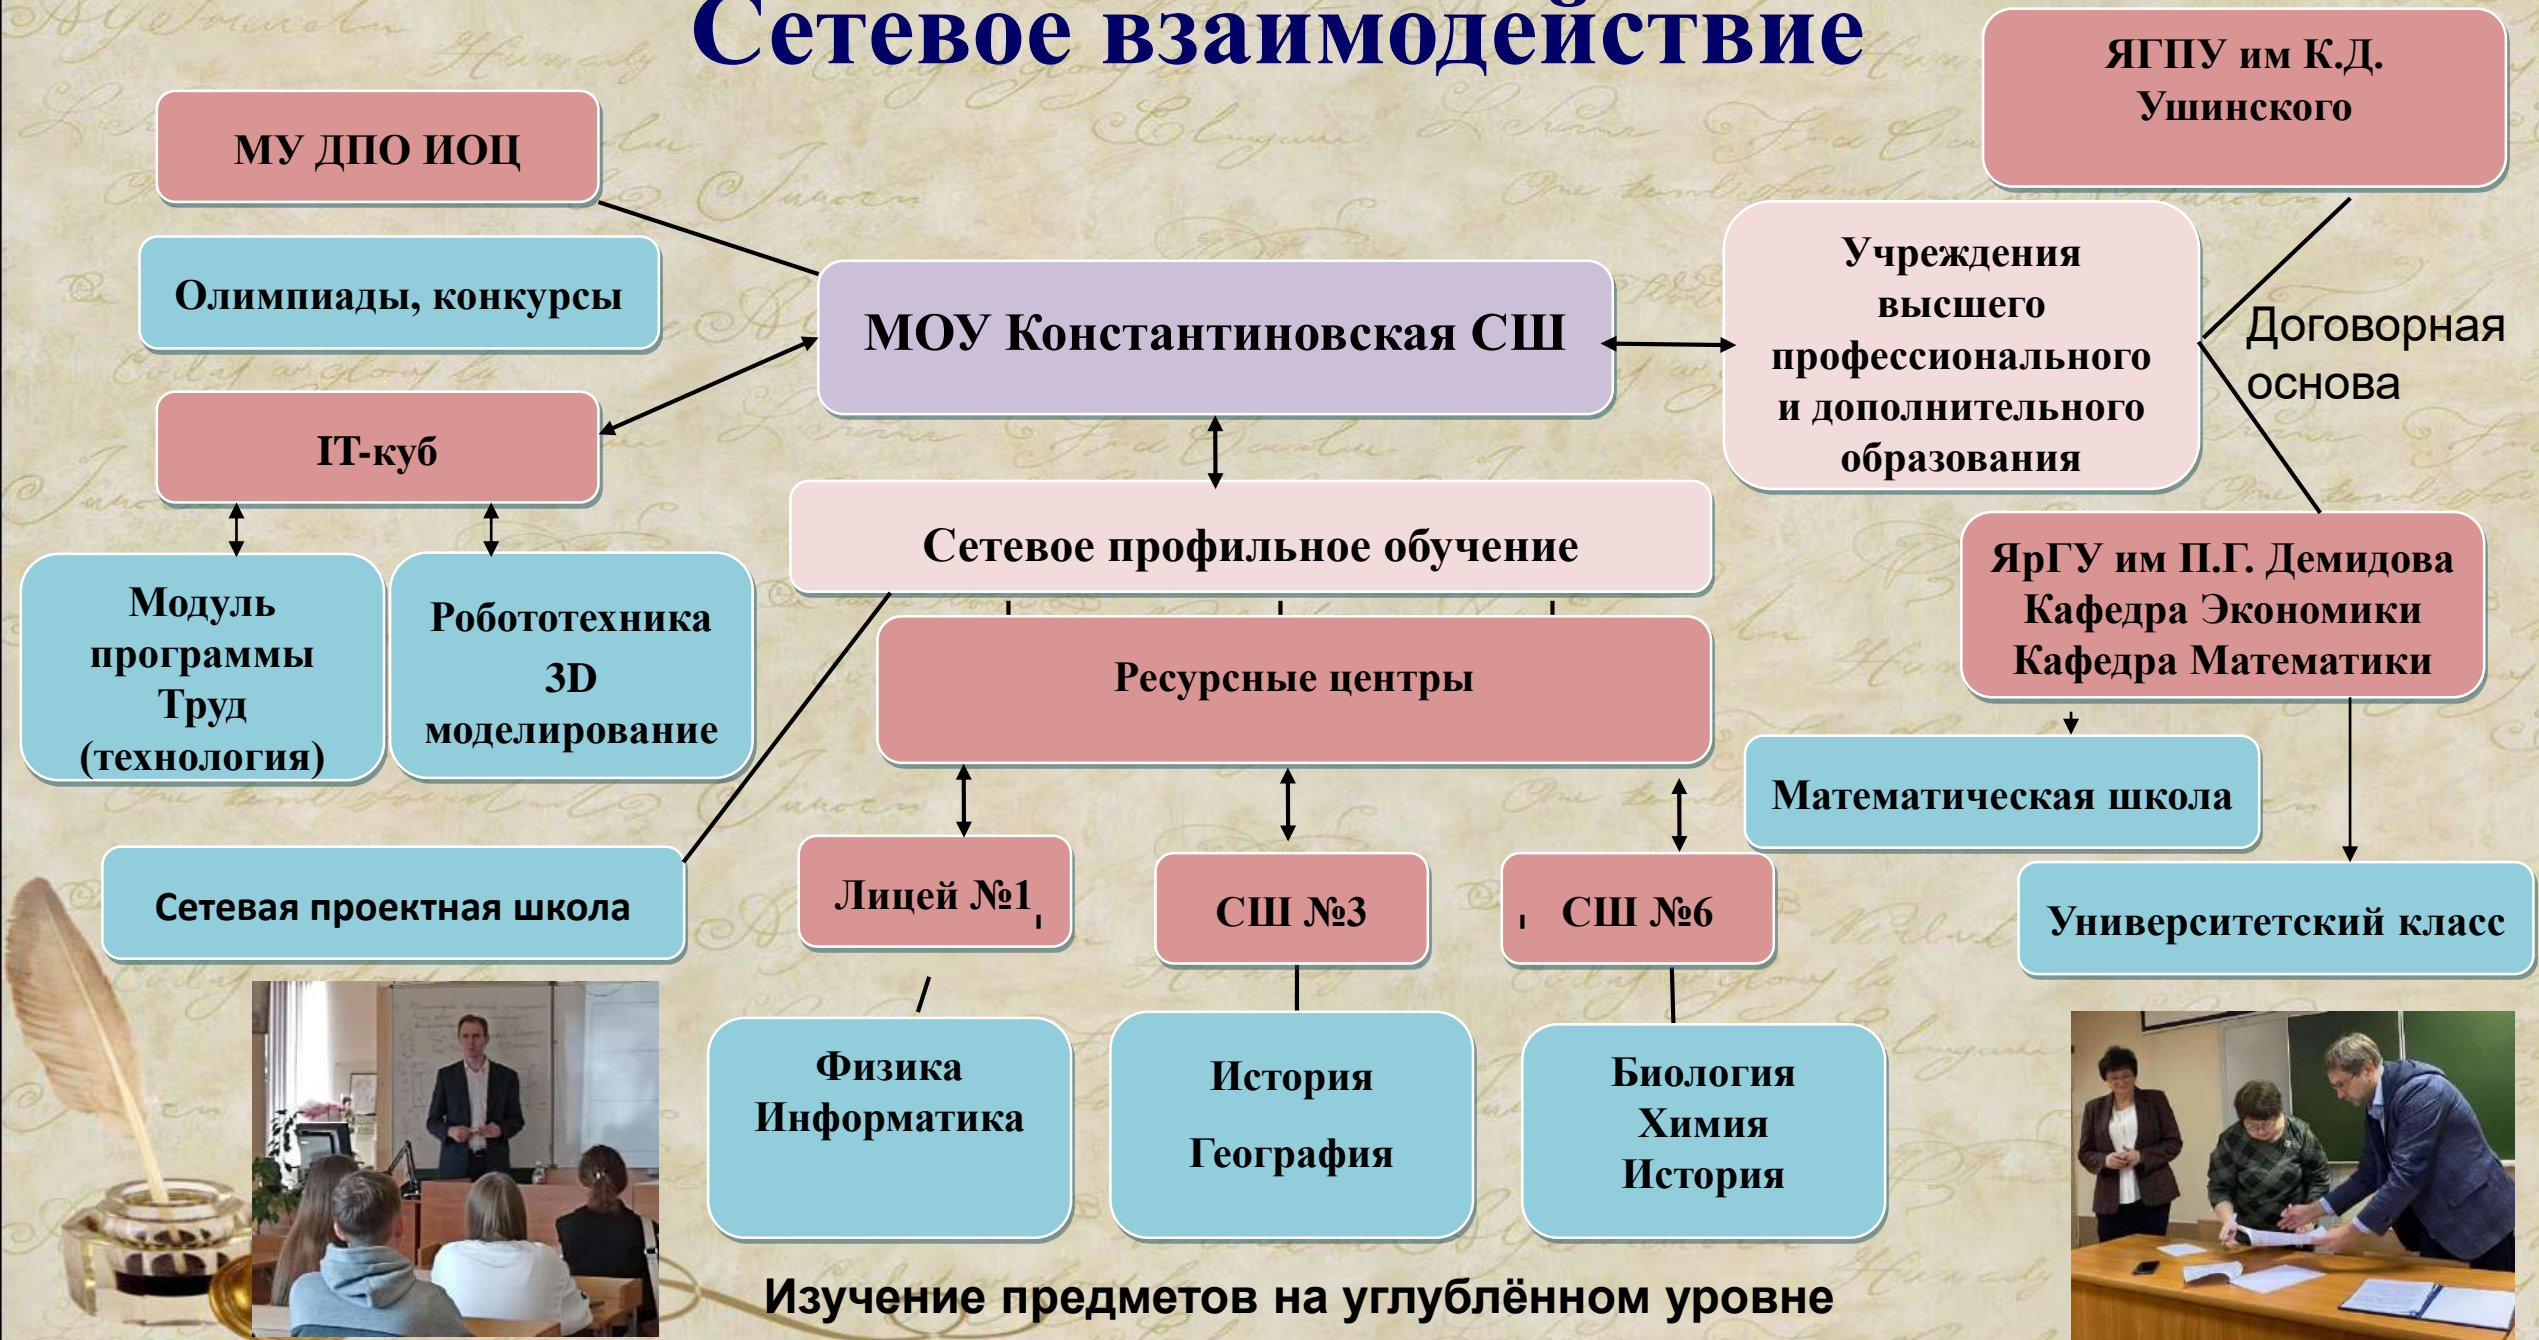 Сетевое взаимодействие
ЯГПУ им К.Д.
Ушинского
МУ ДПО ИОЦ
Олимпиады, конкурсы
МОУ Константиновская СШ
Учреждения
высшего
профессионального
и дополнительного
образования
Договорная
основа
IT-куб
Сетевое профильное обучение
ЯрГУ им П.Г. Демидова
Кафедра Экономики
Кафедра Математики
Модуль
программы
Труд
(технология)
Робототехника
3D
моделирование
Ресурсные центры
Математическая школа
Сетевая проектная школа
Лицей №1
СШ №3
СШ №6
Университетский класс
Физика
Информатика
История
География
Биология
Химия
История
Изучение предметов на углублённом уровне